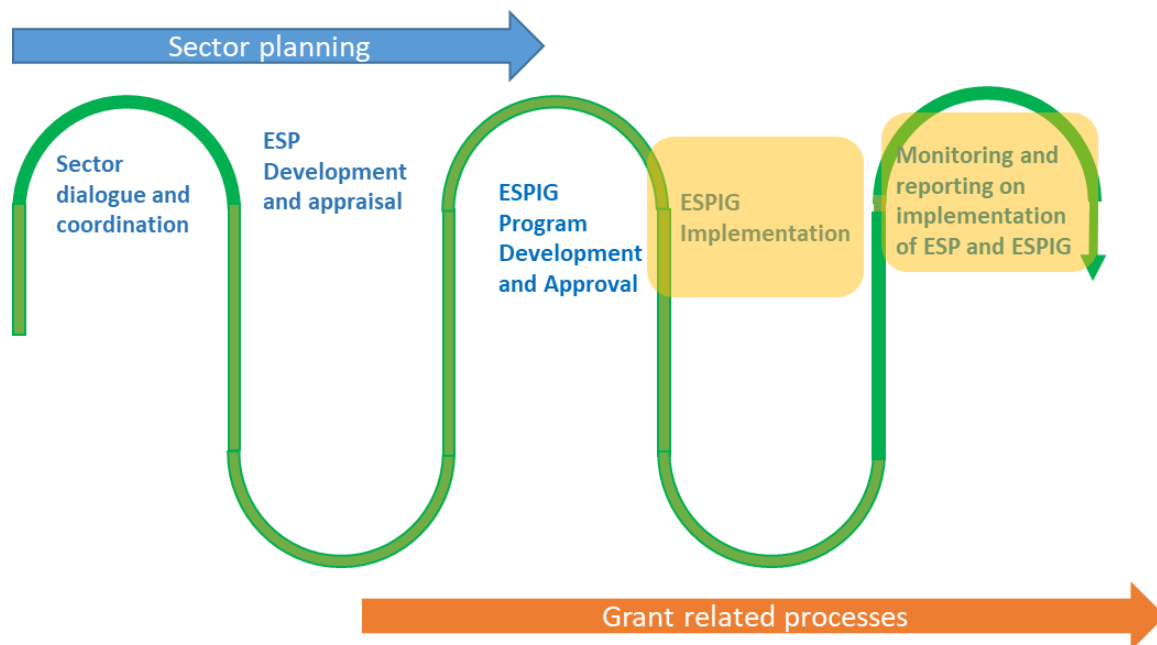 Sector planning
Sector
dialogue and
coordination
ESP
Development
and appraisal
ESPIG
Program
Development
and Approval
ESPIG
Implementation
Monitoring and
reporting on
implementation
of ESP and ESPIG
Grant related processes